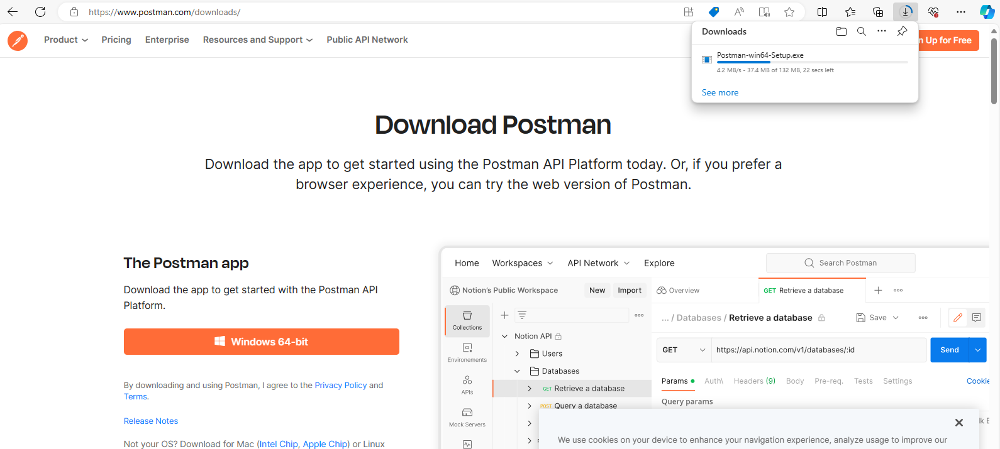 https://www.postman.com/downloads/
Product
Pricing
Enterprise
Resources and Support
Public API Network
Up for Free
Downloads
Postman-win64-Setup.exe
4.2 MB/s - 37.4 MB of 132 MB, 22 secs left
See more
Download Postman
Download the app to get started using the Postman API Platform today. Or, if you prefer a
browser experience, you can try the web version of Postman.
The Postman app
Download the app to get started with the Postman API
Platform.
Windows 64-bit
By downloading and using Postman, I agree to the Privacy Policy and
Terms.
Release Notes
Not your OS? Download for Mac (Intel Chip, Apple Chip) or Linux
Home
Workspaces
API Network
Explore
Search Postman
Notion's Public Workspace
New
Import
Overview
GET Retrieve a database
Collections
Environements
APIs
Mock Servers
Notion API
Users
Databases
GET Retrieve a database
POST Query a database
... / Databases / Retrieve a database
Save
GET
https://api.notion.com/v1/databases/:id
Send
Params
Auth\
Headers (9)
Body
Pre-req.
Tests
Settings
Cookie
Query params
We use cookies on your device to enhance your navigation experience, analyze usage to improve our